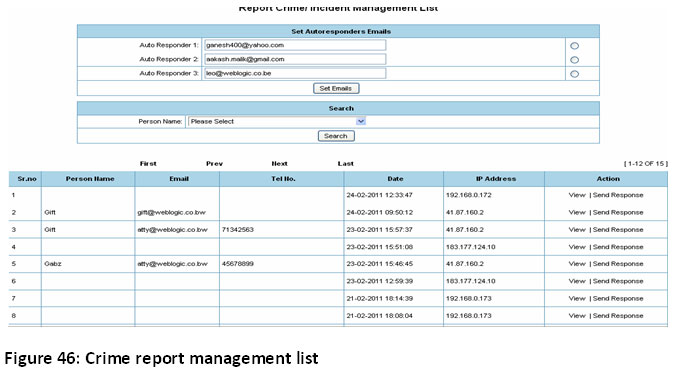 Report Crime/ Incident Management List
Set Autoresponders Emails
Auto Responder 1: ganesh400@yahoo.com
Auto Responder 2: aakash.malik@gmail.com
Auto Responder 3: leo@weblogic.co.be
Set Emails
Search
Person Name: Please Select
Search
First Prev Next Last [1-12 OF 15 ]
Sr.no Person Name Email Tel No. Date IP Address Action
1 24-02-2011 12:33:47 192.168.0.172 View | Send Response
2 Gift gift@weblogic.co.bw 24-02-2011 09:50:12 41.87.160.2 View | Send Response
3 Gift atty@weblogic.co.bw 71342563 23-02-2011 15:57:37 41.87.160.2 View | Send Response
4 23-02-2011 15:51:08 183.177.124.10 View | Send Response
5 Gabz atty@weblogic.co.bw 45678899 23-02-2011 15:46:45 41.87.160.2 View | Send Response
6 23-02-2011 12:59:39 183.177.124.10 View | Send Response
7 21-02-2011 18:14:39 192.168.0.173 View | Send Response
8 21-02-2011 18:08:04 192.168.0.173 View | Send Response
Figure 46: Crime report management list